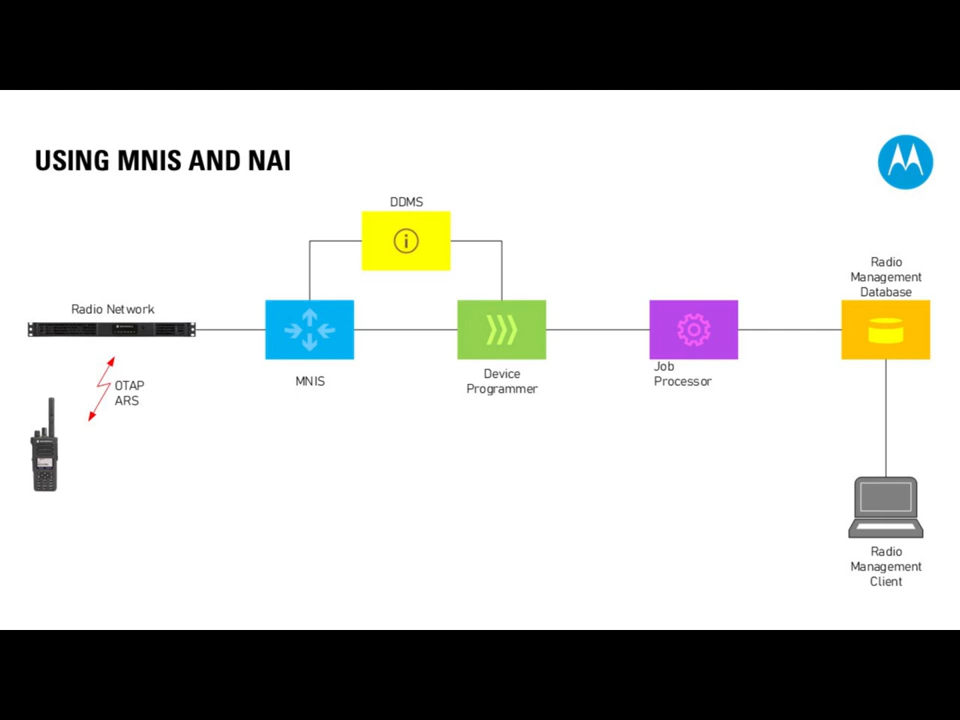 USING MNIS AND NAI
DDMS
Radio
Management
Database
Radio Network
MNIS
Device
Programmer
Job
Processor
OTAP
ARS
Radio
Management
Client